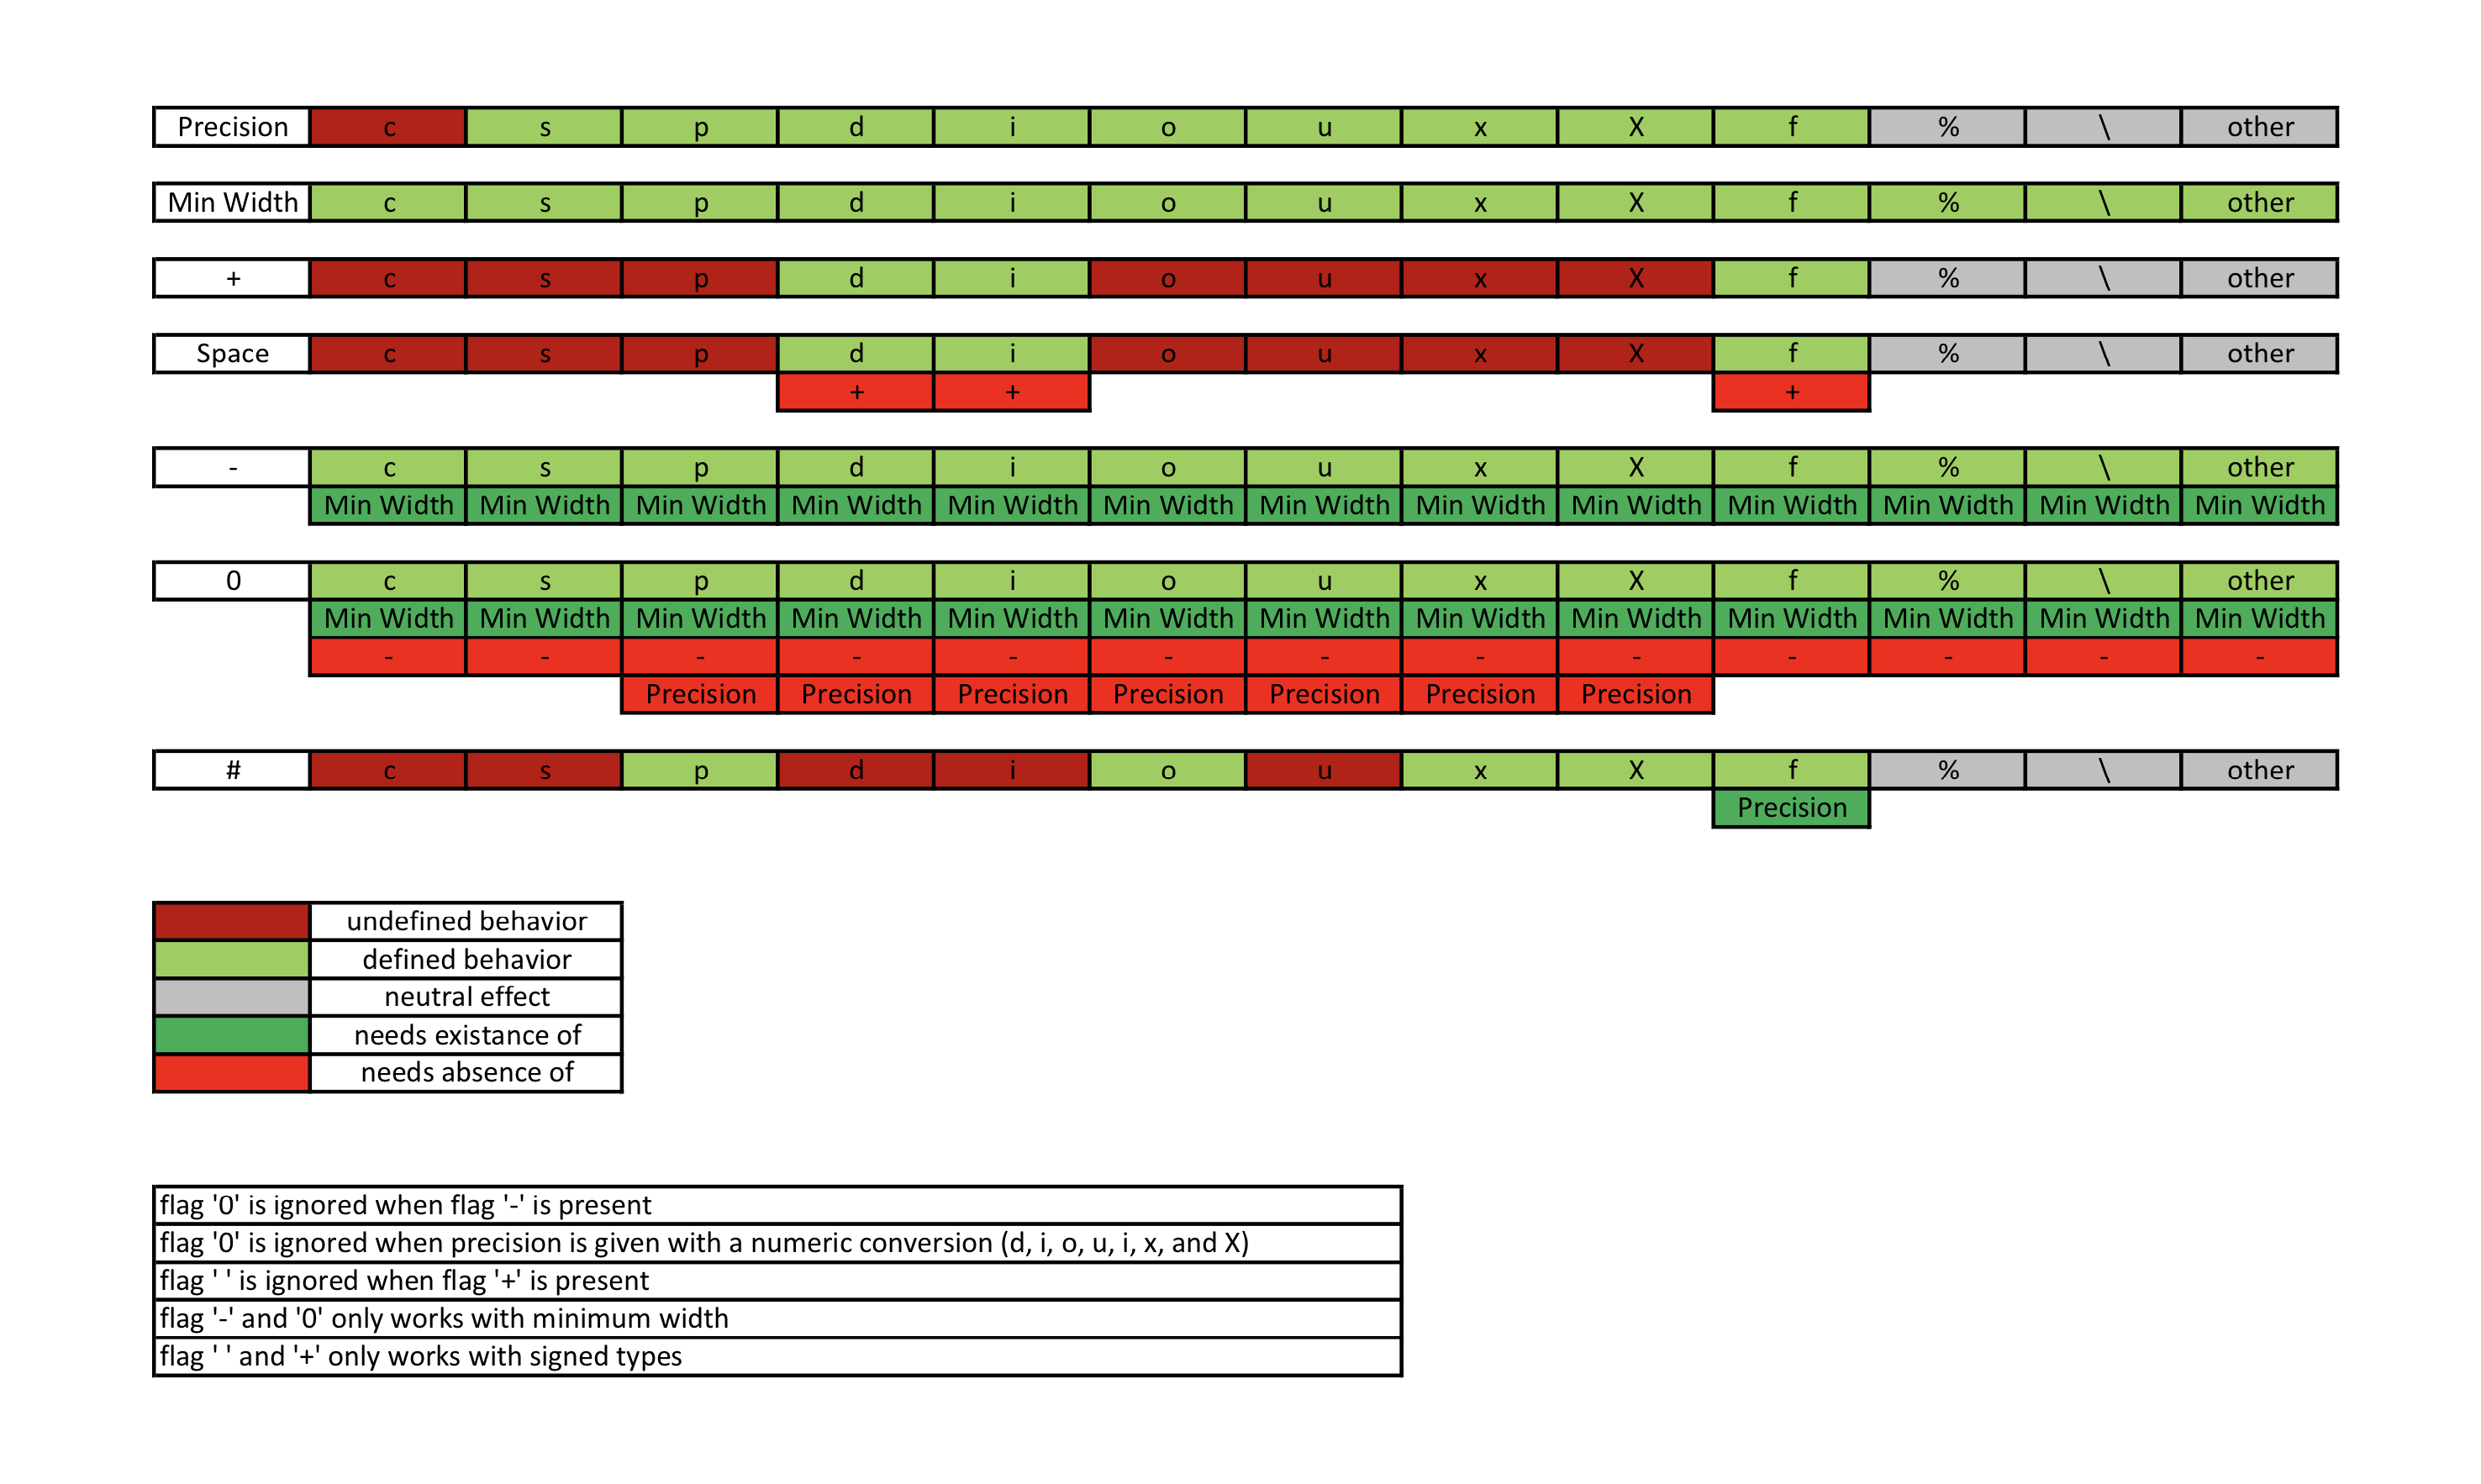 Precision c s p d i o u x X f % \ other
Min Width c s p d i o u x X f % \ other
+ c s p d i o u x X f % \ other
Space c s p d i o u x X f % \ other
+ + +
- c s p d i o u x X f % \ other
Min Width Min Width Min Width Min Width Min Width Min Width Min Width Min Width Min Width Min Width Min Width Min Width Min Width
0 c s p d i o u x X f % \ other
Min Width Min Width Min Width Min Width Min Width Min Width Min Width Min Width Min Width Min Width Min Width Min Width Min Width
- - - - - - - - - - - - -
Precision Precision Precision Precision Precision Precision Precision
# c s p d i o u x X f % \ other
Precision
undefined behavior
defined behavior
neutral effect
needs existance of
needs absence of
flag '0' is ignored when flag '-' is present
flag '0' is ignored when precision is given with a numeric conversion (d, i, o, u, i, x, and X)
flag ' ' is ignored when flag '+' is present
flag '-' and '0' only works with minimum width
flag ' ' and '+' only works with signed types